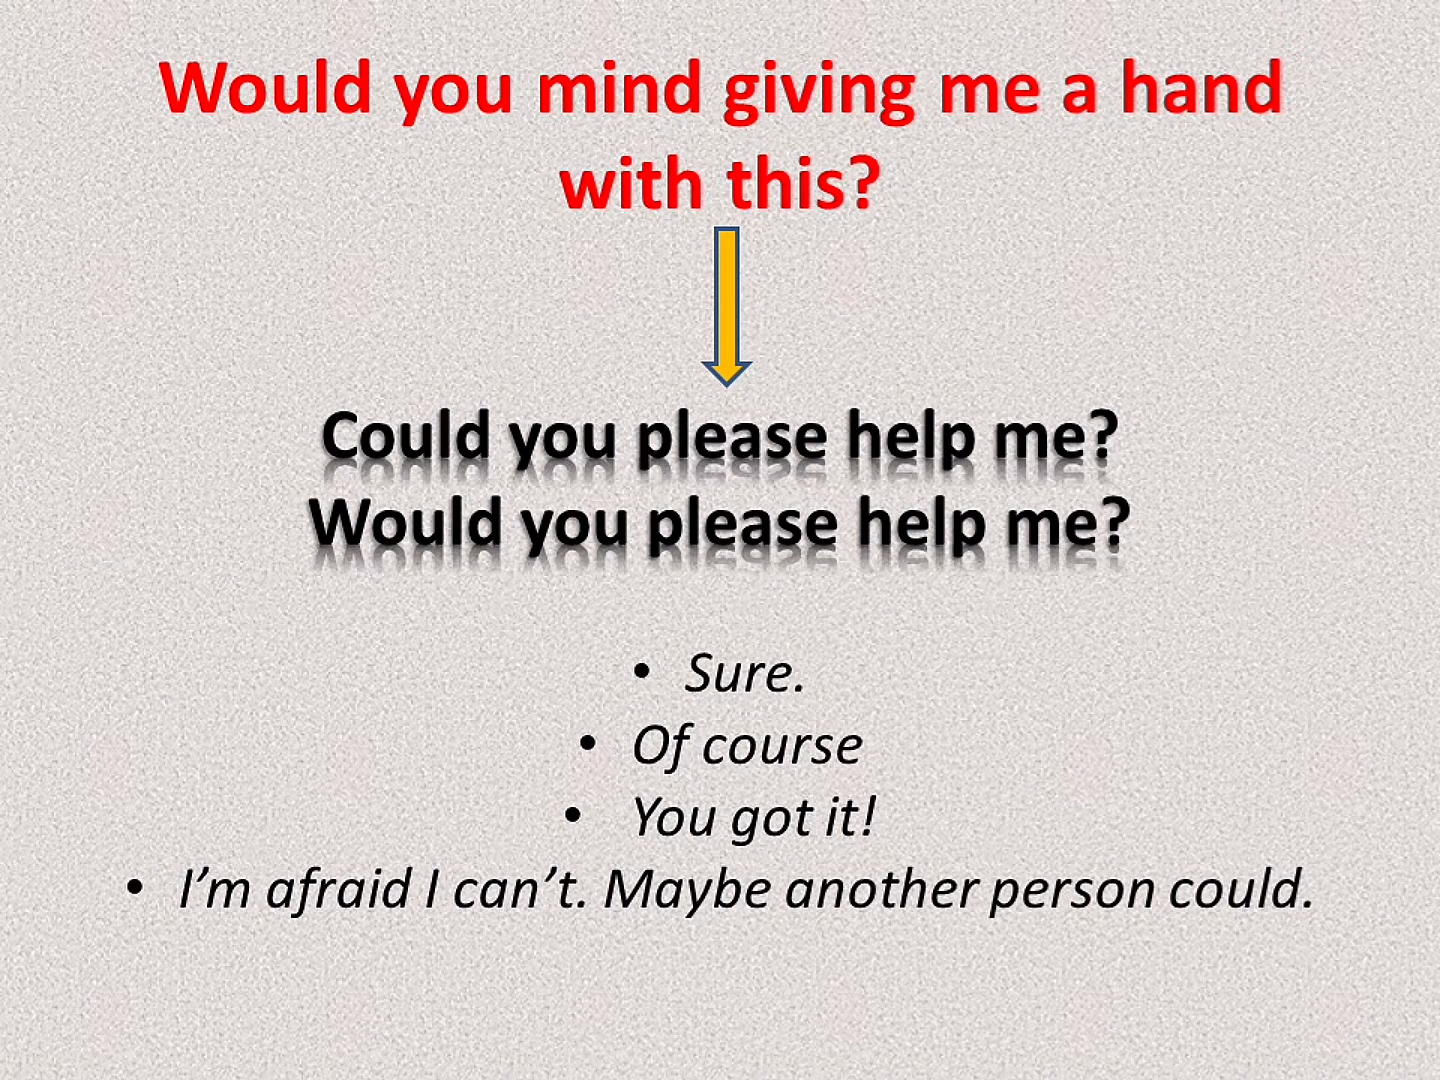 Would you mind giving me a hand
with this?
Could you please help me?
Would you please help me?
• Sure.
• Of course
• You got it!
• I’m afraid I can’t. Maybe another person could.